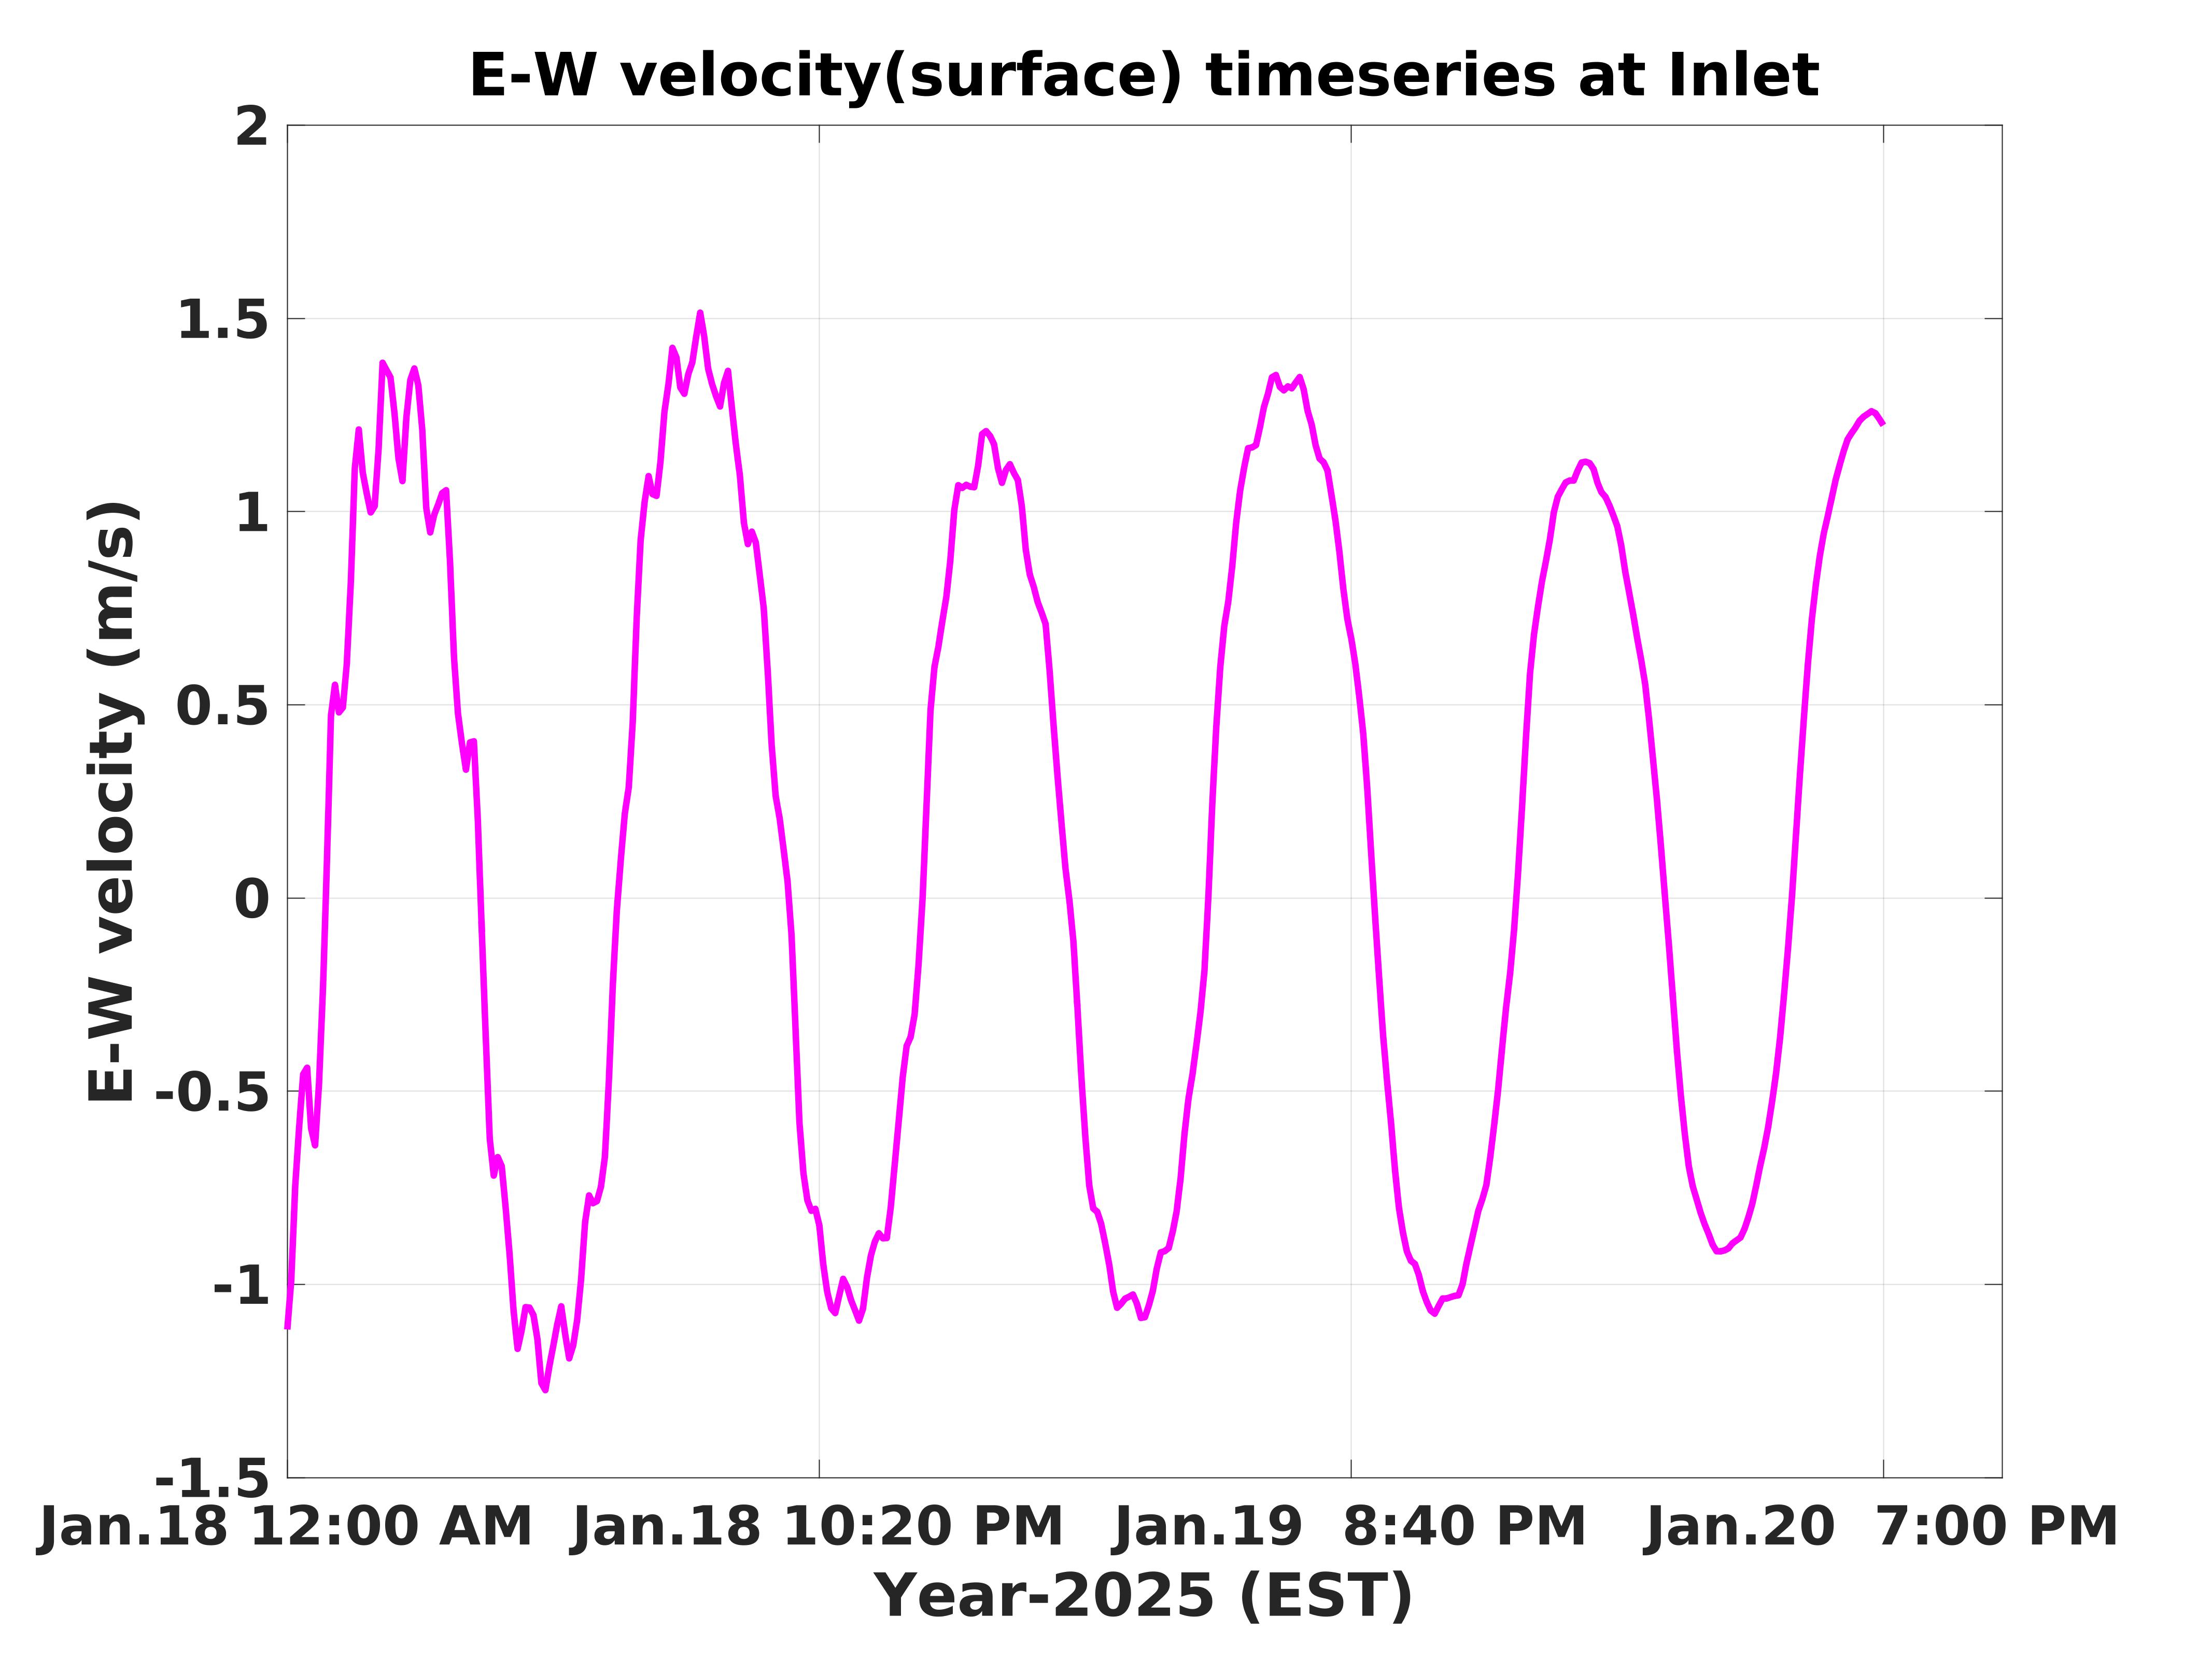 E-W velocity(surface) timeseries at Inlet
E-W velocity (m/s)
2
1.5
1
0.5
0
-0.5
-1
-1.5
Jan.18 12:00 AM Jan.18 10:20 PM Jan.19 8:40 PM Jan.20 7:00 PM
Year-2025 (EST)